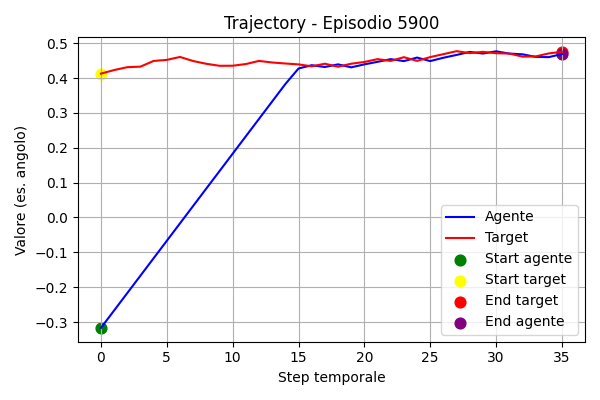 Trajectory - Episodio 5900
Valore (es. angolo)
0.5
0.4
0.3
0.2
0.1
0.0
−0.1
−0.2
−0.3
Agente
Target
Start agente
Start target
End target
End agente
0 5 10 15 20 25 30 35
Step temporale